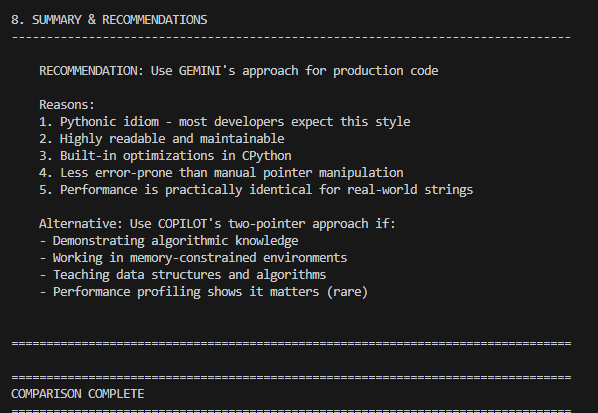 8. SUMMARY & RECOMMENDATIONS
--------------------------------------------------------------------------------
RECOMMENDATION: Use GEMINI's approach for production code
Reasons:
1. Pythonic idiom - most developers expect this style
2. Highly readable and maintainable
3. Built-in optimizations in CPython
4. Less error-prone than manual pointer manipulation
5. Performance is practically identical for real-world strings
Alternative: Use COPILOT's two-pointer approach if:
- Demonstrating algorithmic knowledge
- Working in memory-constrained environments
- Teaching data structures and algorithms
- Performance profiling shows it matters (rare)
================================================================================
================================================================================
COMPARISON COMPLETE
================================================================================